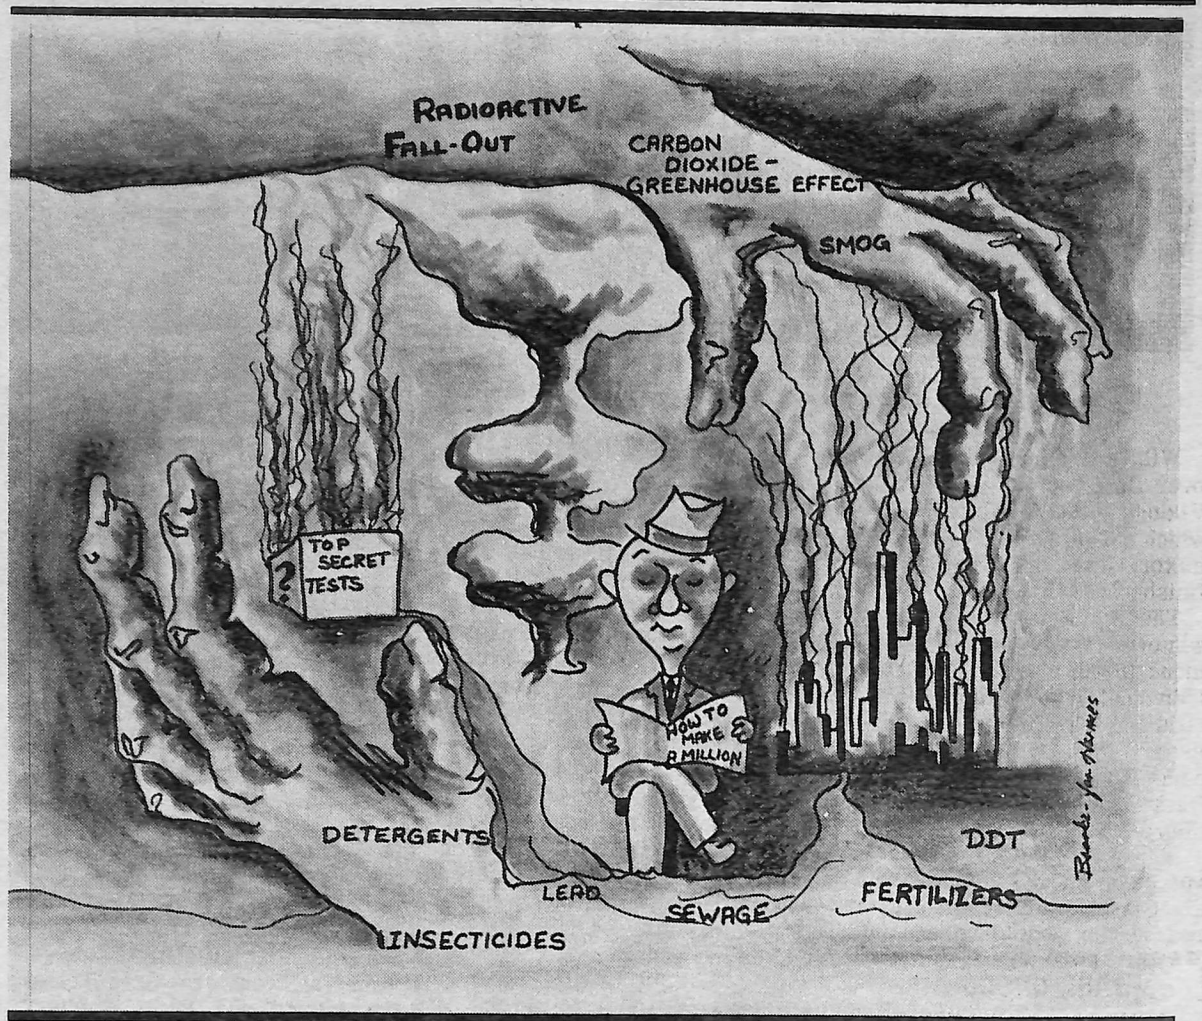 RADIOACTIVE
FALL-OUT
CARBON
DIOXIDE-
GREENHOUSE EFFECT
SMOG
TOP
SECRET
TESTS
?
HOW TO
MAKE
A MILLION
DETERGENTS
LEAD
SEWAGE
INSECTICIDES
DDT
FERTILIZERS